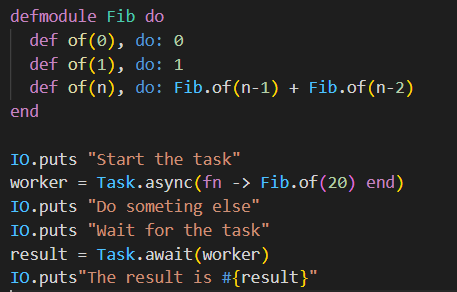 defmodule Fib do
  def of(0), do: 0
  def of(1), do: 1
  def of(n), do: Fib.of(n-1) + Fib.of(n-2)
end

IO.puts "Start the task"
worker = Task.async(fn -> Fib.of(20) end)
IO.puts "Do someting else"
IO.puts "Wait for the task"
result = Task.await(worker)
IO.puts"The result is #{result}"